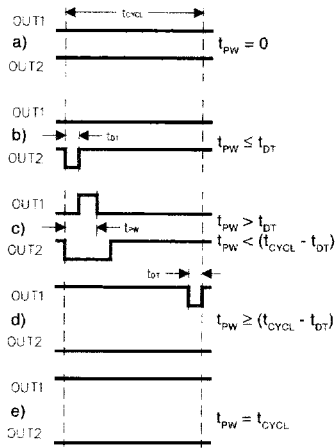 t_CYCL
OUT1
a)
t_PW = 0
OUT2
OUT1
b)
t_DT
t_PW ≤ t_DT
OUT2
OUT1
t_PW > t_DT
c)
t_PW
t_PW < (t_CYCL - t_DT)
OUT2
t_DT
OUT1
d)
t_PW ≥ (t_CYCL - t_DT)
OUT2
OUT1
e)
t_PW = t_CYCL
OUT2